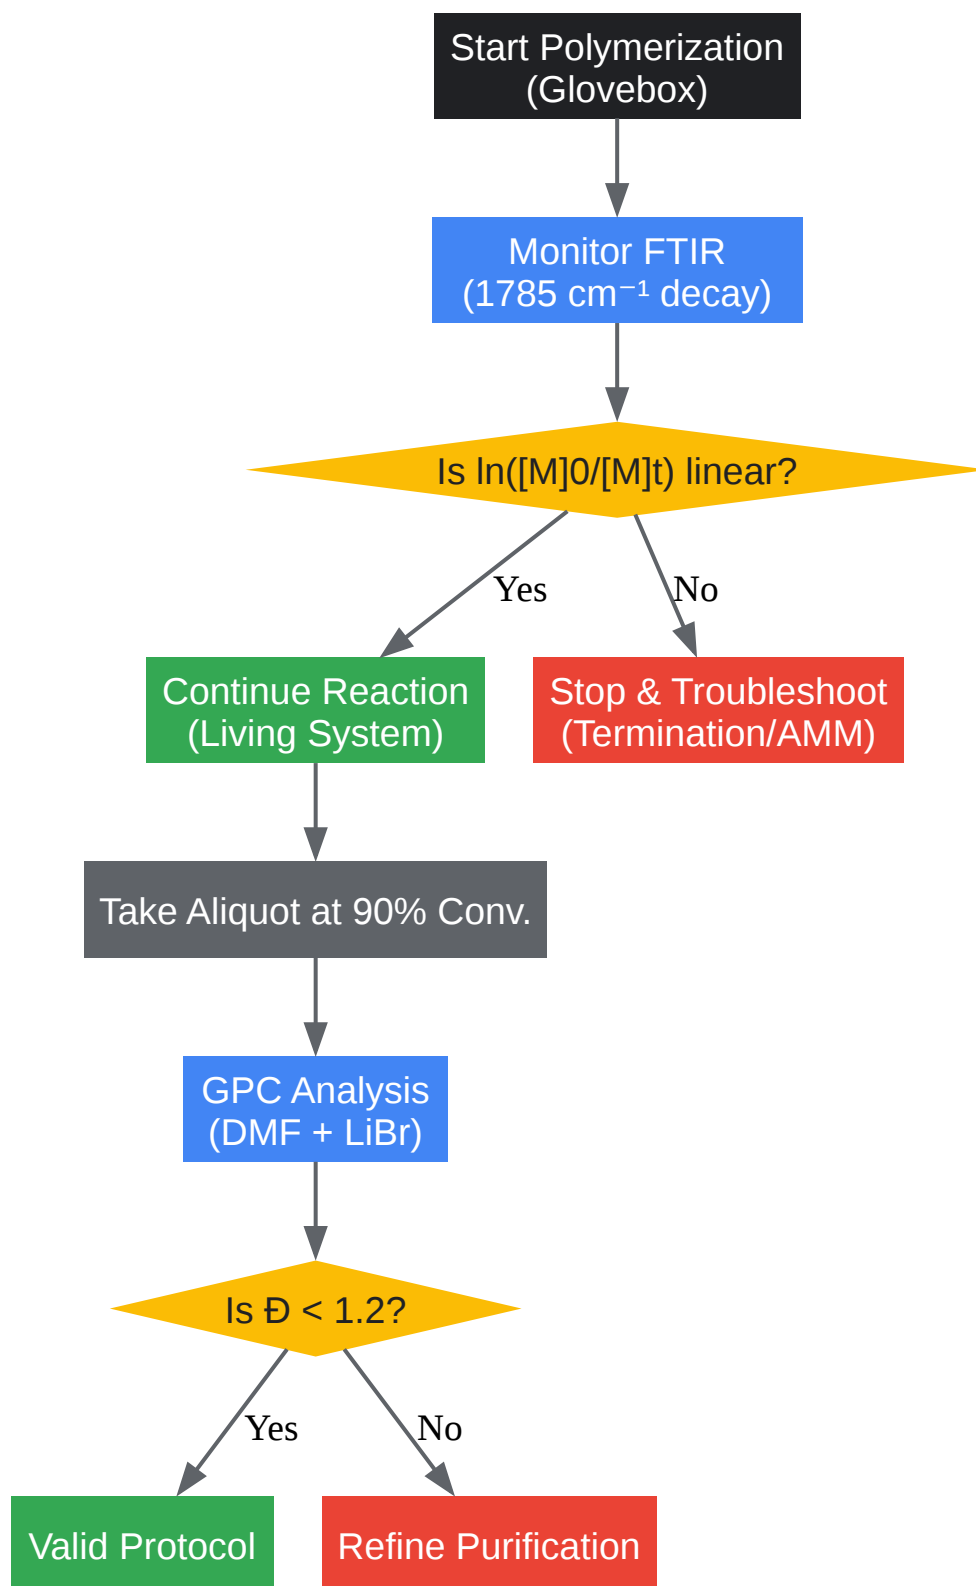 Start Polymerization
(Glovebox)
Monitor FTIR
(1785 cm⁻¹ decay)
Is ln([M]0/[M]t) linear?
Yes
No
Continue Reaction
(Living System)
Stop & Troubleshoot
(Termination/AMM)
Take Aliquot at 90% Conv.
GPC Analysis
(DMF + LiBr)
Is Đ < 1.2?
Yes
No
Valid Protocol
Refine Purification